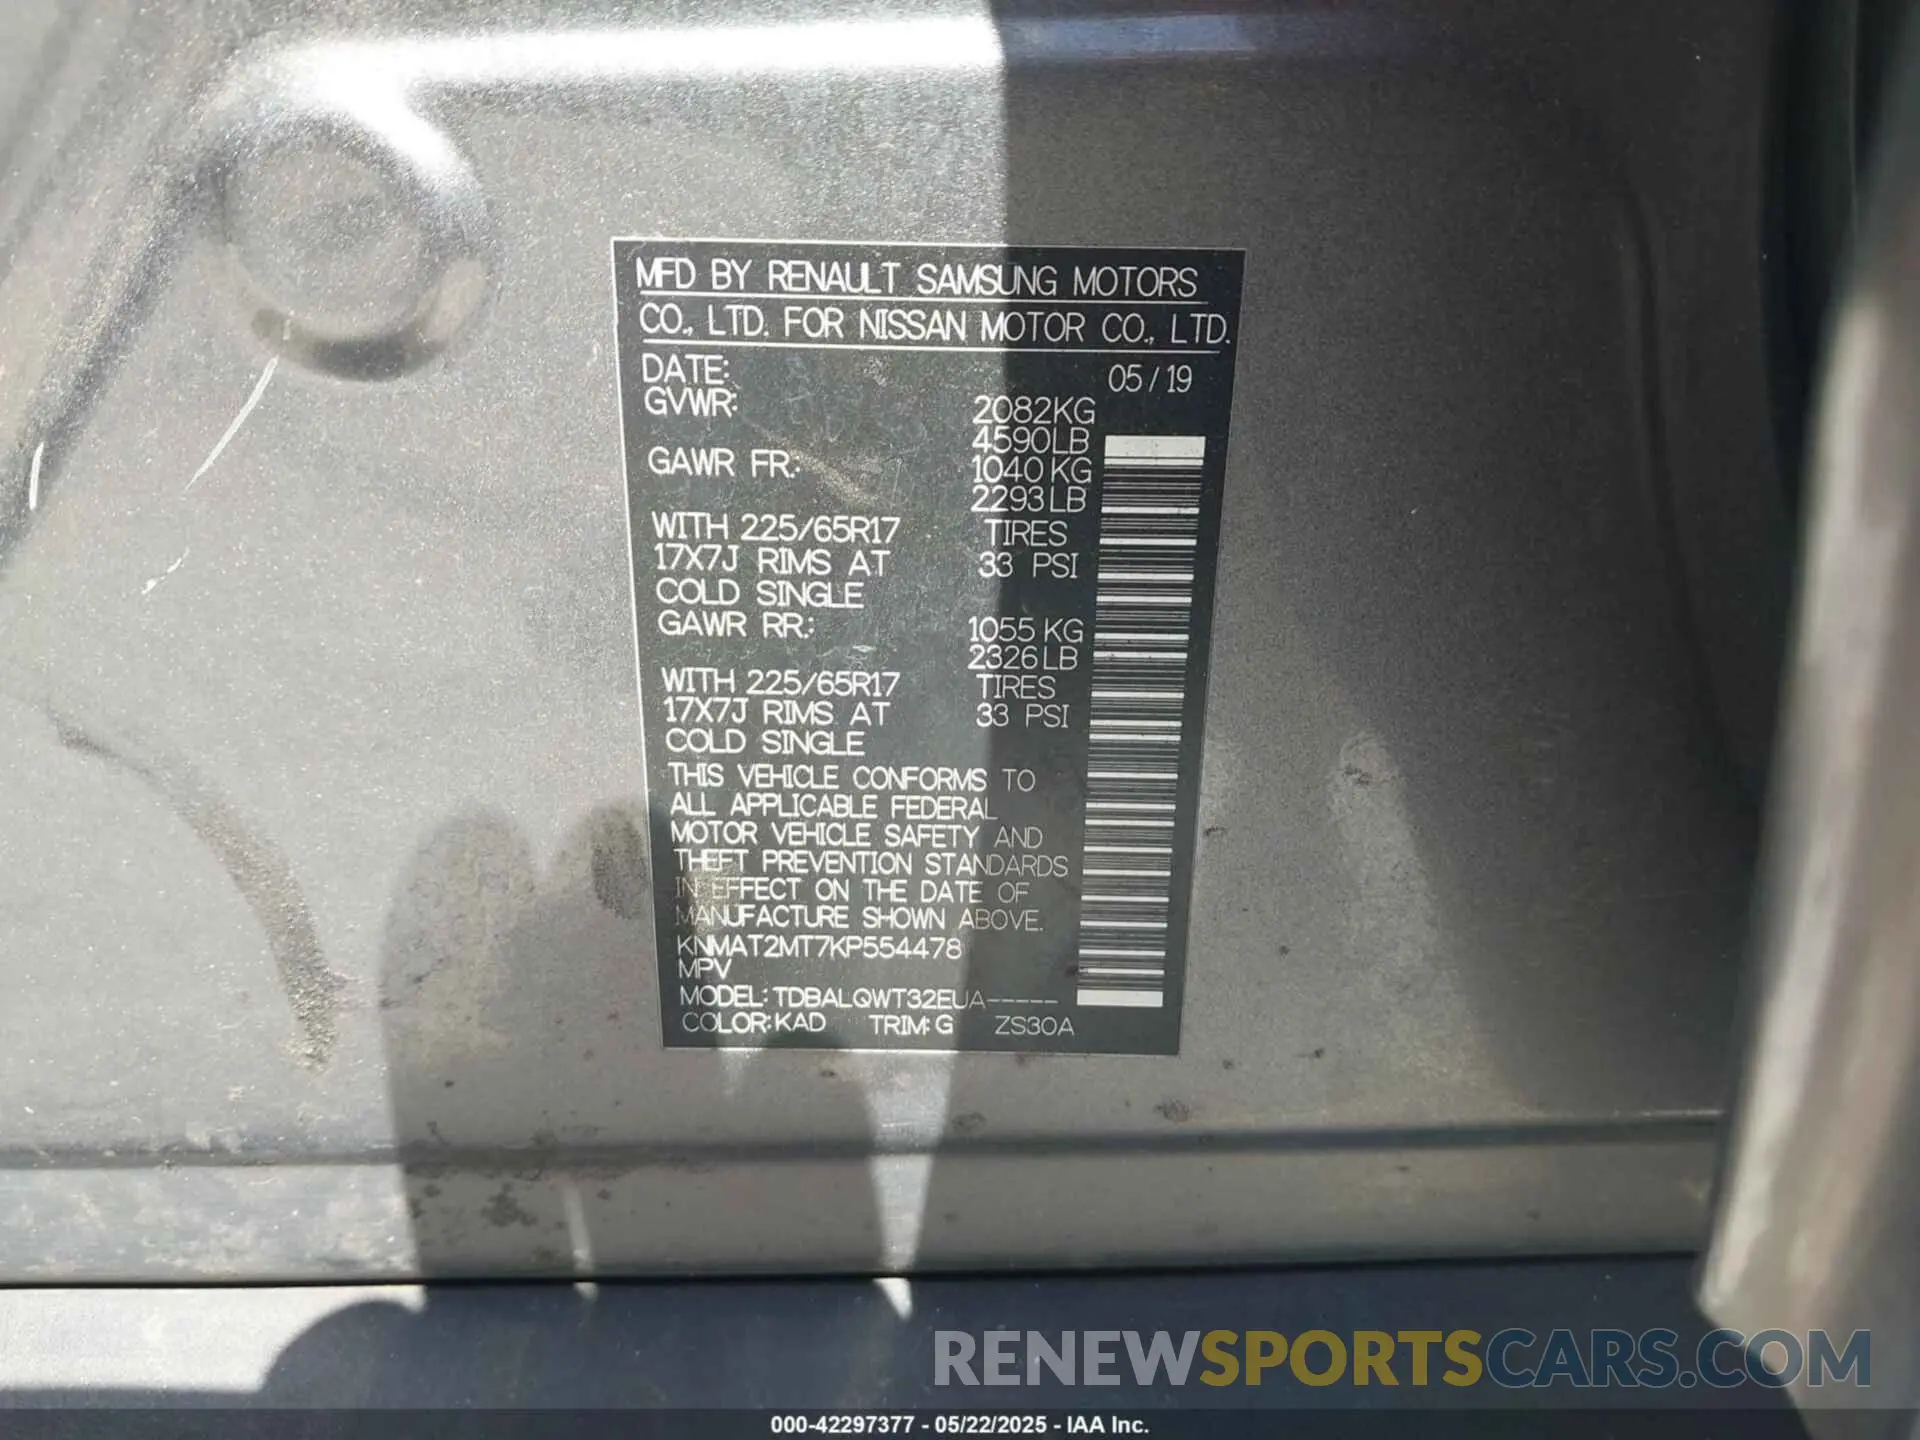 MFD BY RENAULT SAMSUNG MOTORS
CO., LTD. FOR NISSAN MOTOR CO., LTD.
DATE: 05/19
GVWR: 2082KG
4590LB
GAWR FR.: 1040KG
2293LB
WITH 225/65R17 TIRES
17X7J RIMS AT 33 PSI
COLD SINGLE
GAWR RR.: 1055KG
2326LB
WITH 225/65R17 TIRES
17X7J RIMS AT 33 PSI
COLD SINGLE
THIS VEHICLE CONFORMS TO
ALL APPLICABLE FEDERAL
MOTOR VEHICLE SAFETY AND
THEFT PREVENTION STANDARDS
IN EFFECT ON THE DATE OF
MANUFACTURE SHOWN ABOVE.
KNMAT2MT7KP554478
MPV
MODEL: TDBALQWT32EUA-----
COLOR: KAD TRIM: G ZS30A
RENEWSPORTSCARS.COM
000-42297377 - 05/22/2025 - IAA Inc.